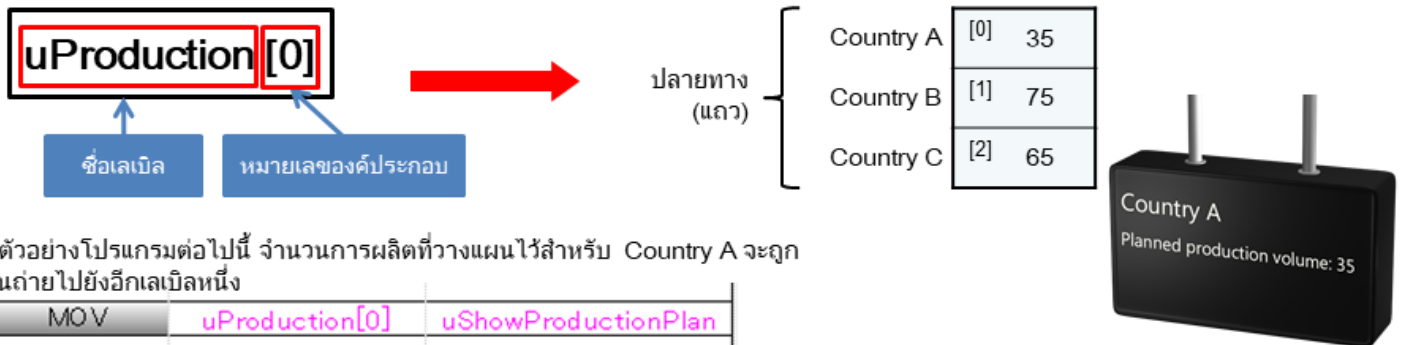 uProduction[0]
ชื่อเลเบิล
หมายเลของค์ประกอบ
ปลายทาง
(แถว)
Country A [0] 35
Country B [1] 75
Country C [2] 65
Country A
Planned production volume: 35
ตัวอย่างโปรแกรมต่อไปนี้ จำนวนการผลิตที่วางแผนไว้สำหรับ Country A จะถูก
นถ่ายไปยังอีกเลเบิลหนึ่ง
MOV uProduction[0] uShowProductionPlan